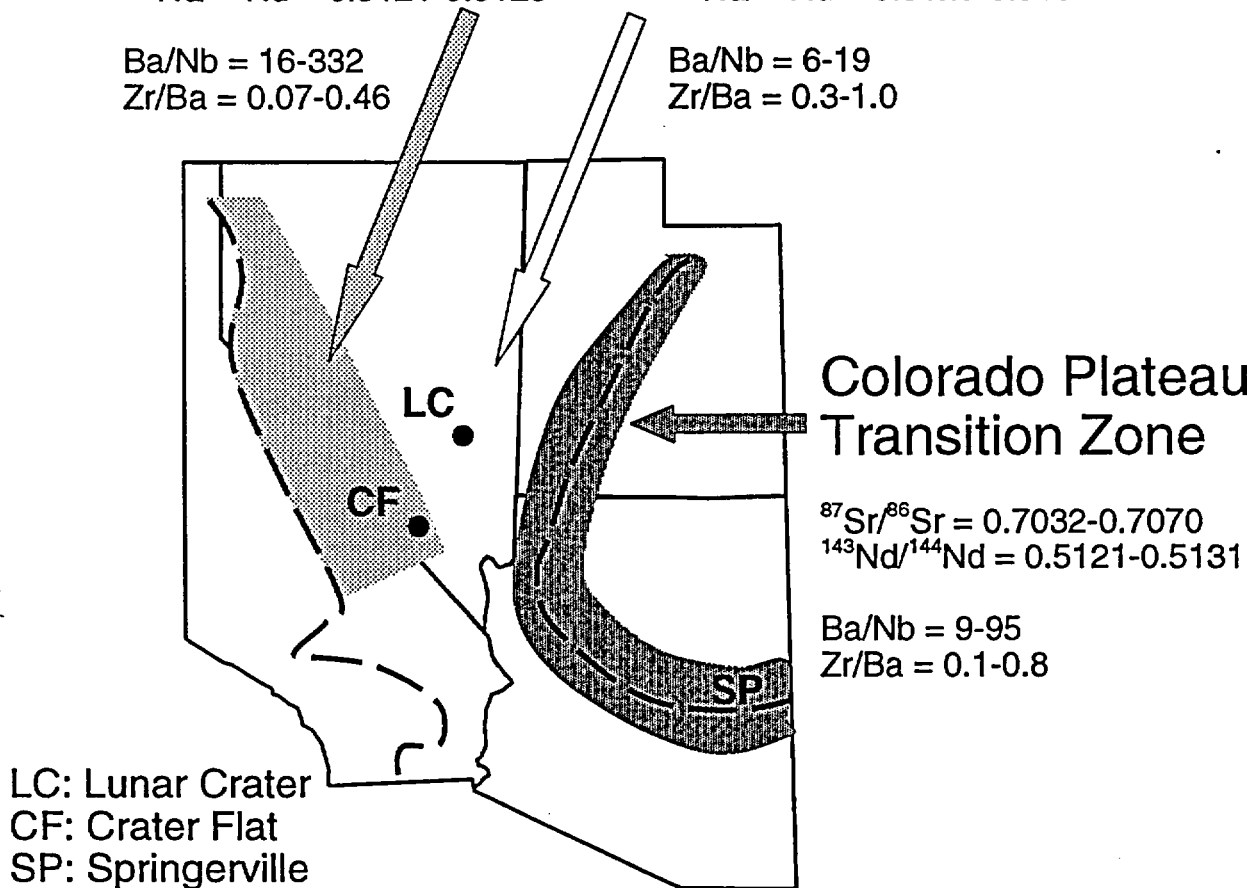 Ba/Nb = 16-332
Zr/Ba = 0.07-0.46
Ba/Nb = 6-19
Zr/Ba = 0.3-1.0
LC
CF
Colorado Plateau
Transition Zone
⁸⁷Sr/⁸⁶Sr = 0.7032-0.7070
¹⁴³Nd/¹⁴⁴Nd = 0.5121-0.5131
Ba/Nb = 9-95
Zr/Ba = 0.1-0.8
SP
LC: Lunar Crater
CF: Crater Flat
SP: Springerville